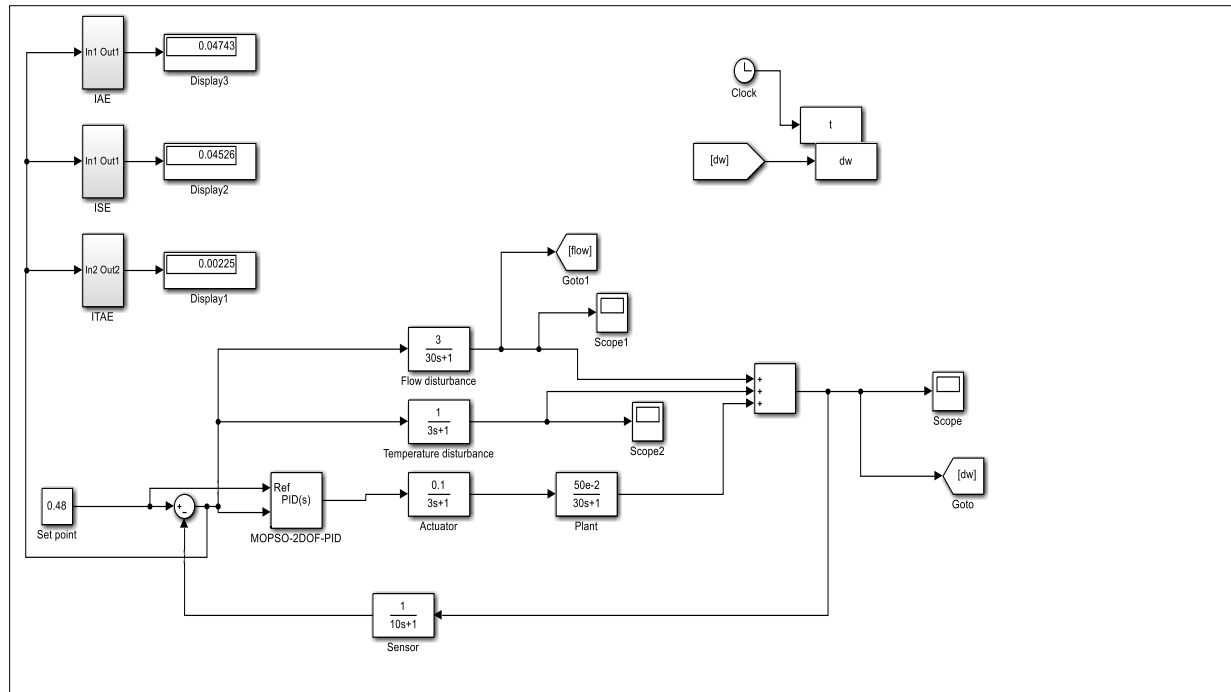 In1 Out1
0.04743
Display3
IAE
In1 Out1
0.04526
Display2
ISE
In2 Out2
0.00225
Display1
ITAE
Clock
t
[dw]
dw
[flow]
Goto1
Scope1
3
30s+1
Flow disturbance
1
3s+1
Temperature disturbance
Scope2
+
+
+
Scope
[dw]
Goto
0.48
Set point
+
−
Ref
PID(s)
MOPSO-2DOF-PID
0.1
3s+1
Actuator
50e-2
30s+1
Plant
1
10s+1
Sensor